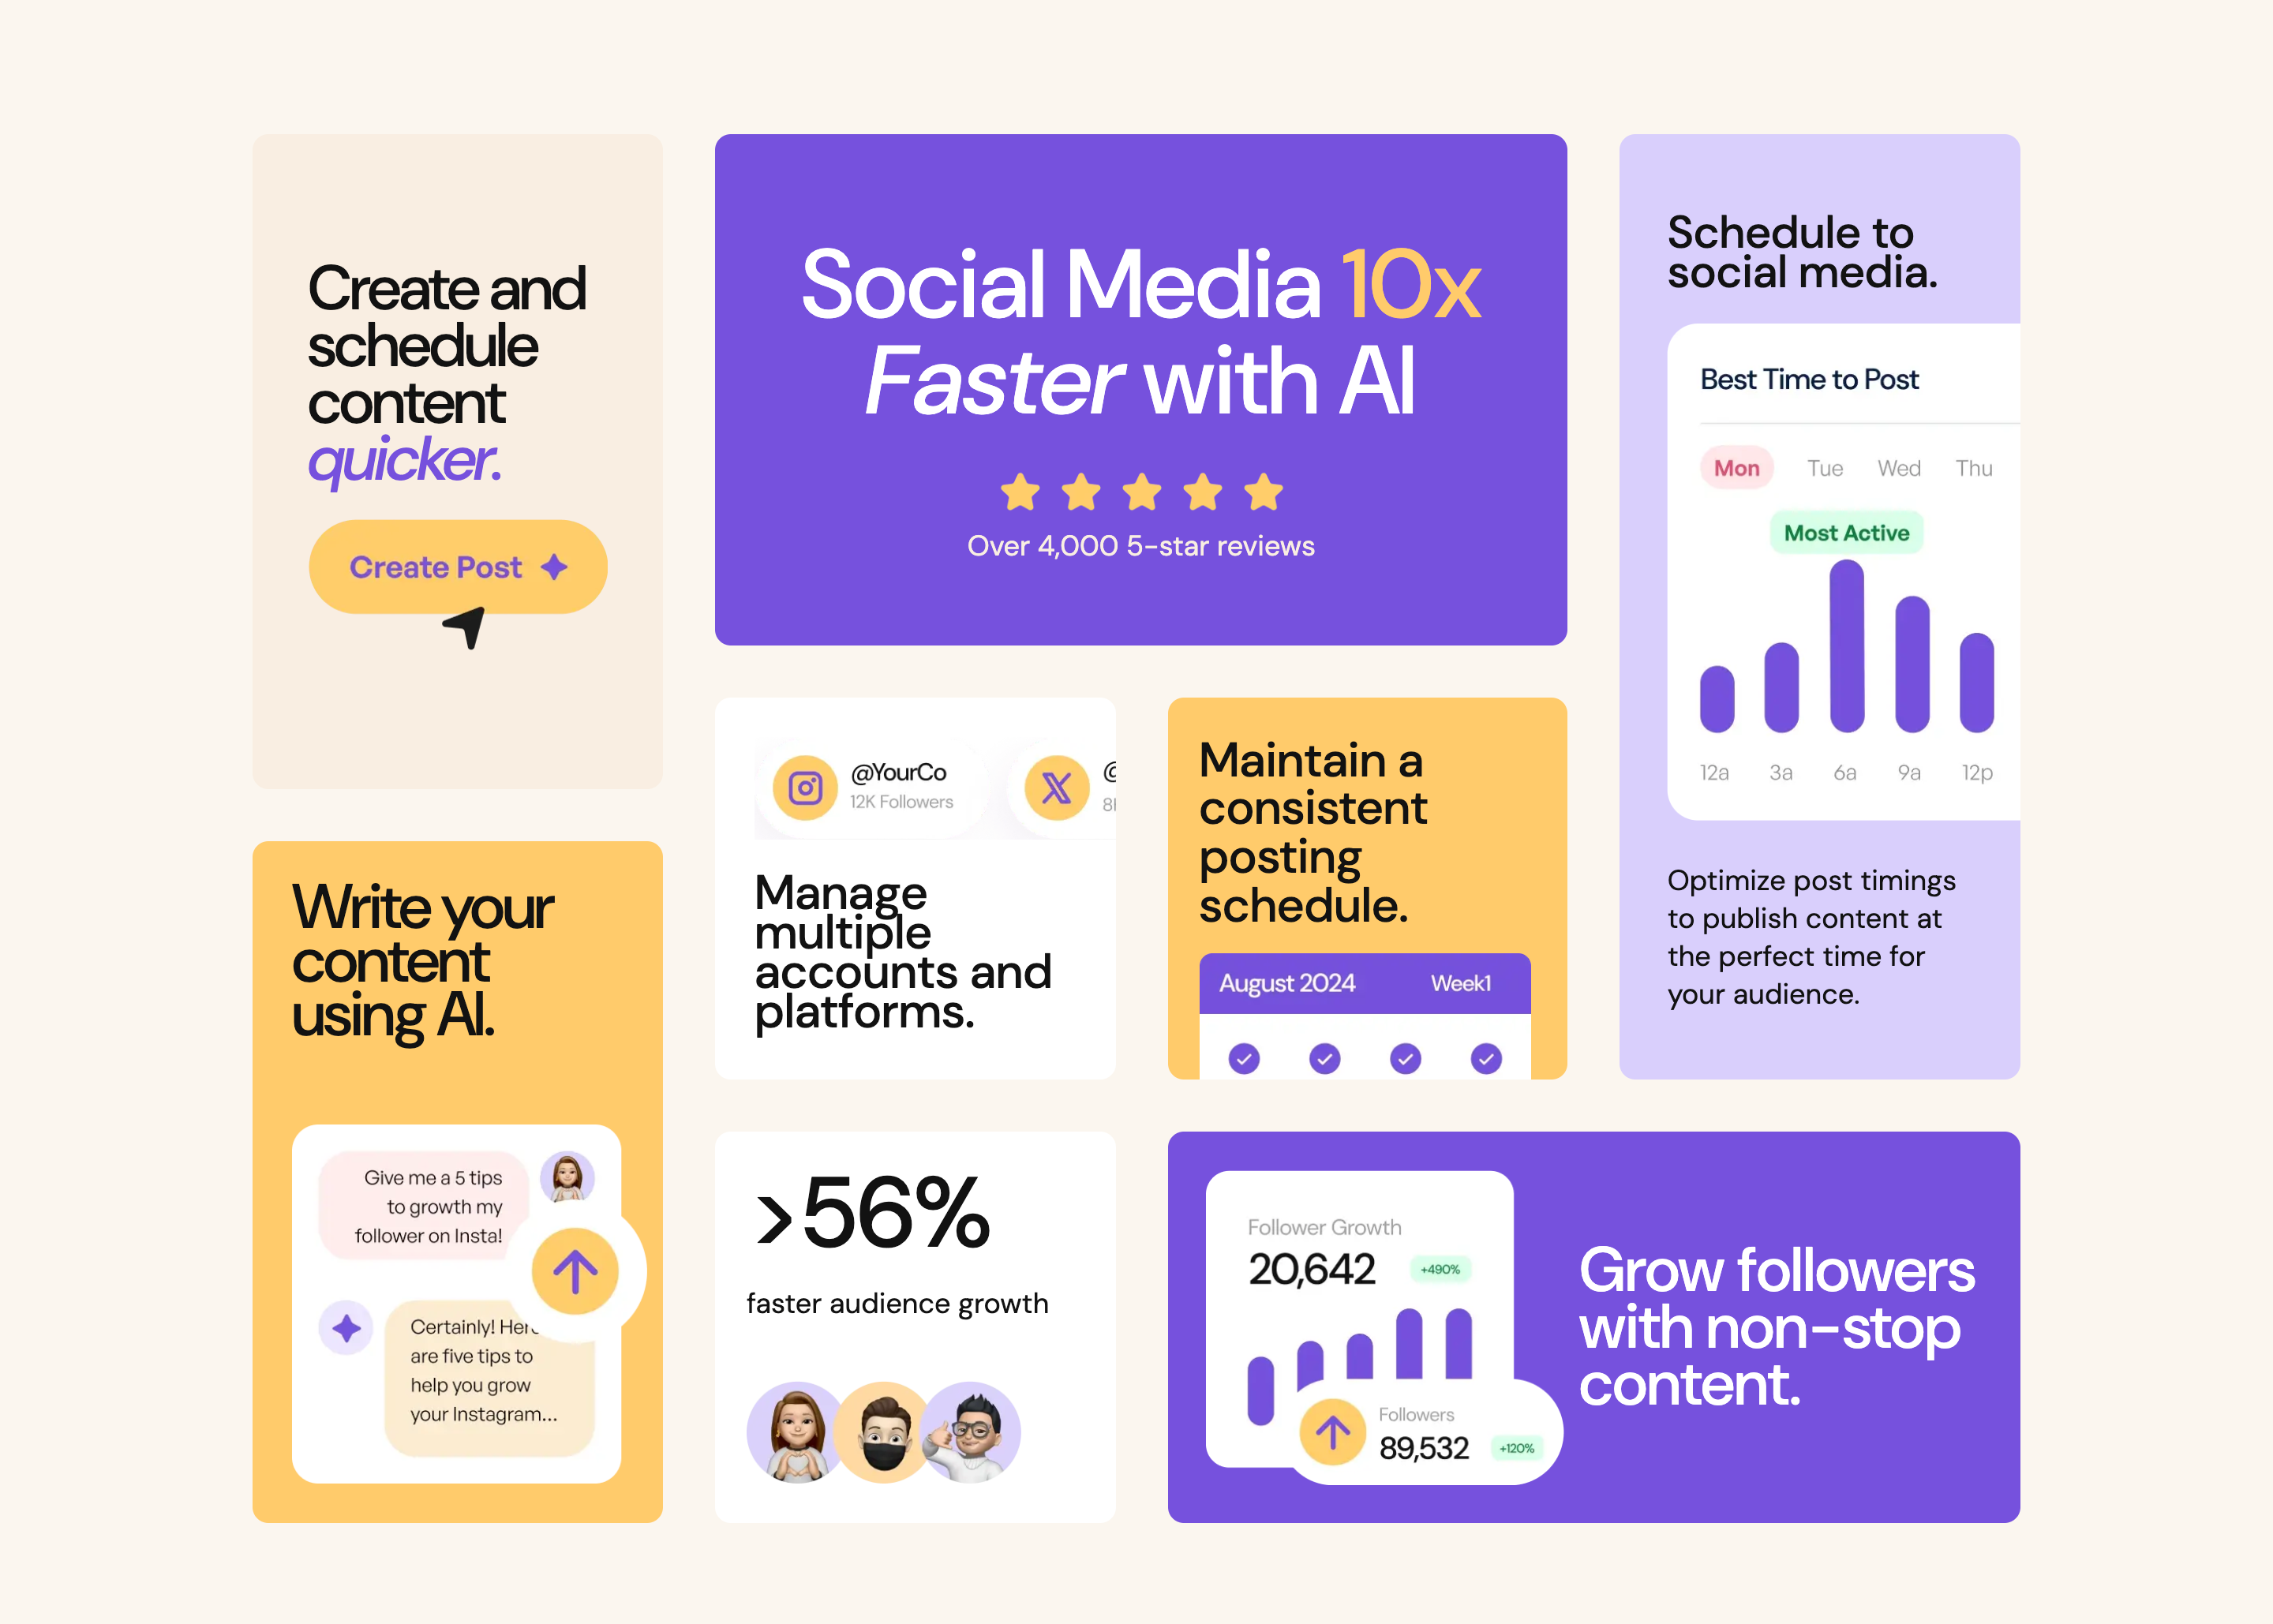 Create and
schedule
content
quicker.
Create Post
Social Media 10x
Faster with AI
Over 4,000 5-star reviews
Schedule to
social media.
Best Time to Post
Mon Tue Wed Thu
Most Active
12a 3a 6a 9a 12p
Optimize post timings
to publish content at
the perfect time for
your audience.
@YourCo
12K Followers
@
Manage
multiple
accounts and
platforms.
Maintain a
consistent
posting
schedule.
August 2024 Week1
Write your
content
using AI.
Give me a 5 tips
to growth my
follower on Insta!
Certainly! Here
are five tips to
help you grow
your Instagram...
>56%
faster audience growth
Follower Growth
20,642 +490%
Followers
89,532 +120%
Grow followers
with non-stop
content.